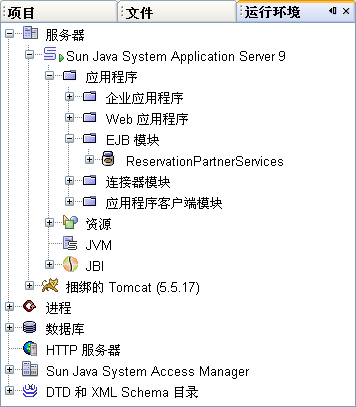 项目 文件 运行环境
服务器
Sun Java System Application Server 9
应用程序
企业应用程序
Web 应用程序
EJB 模块
ReservationPartnerServices
连接器模块
应用程序客户端模块
资源
JVM
JBI
捆绑的 Tomcat (5.5.17)
进程
数据库
HTTP 服务器
Sun Java System Access Manager
DTD 和 XML Schema 目录